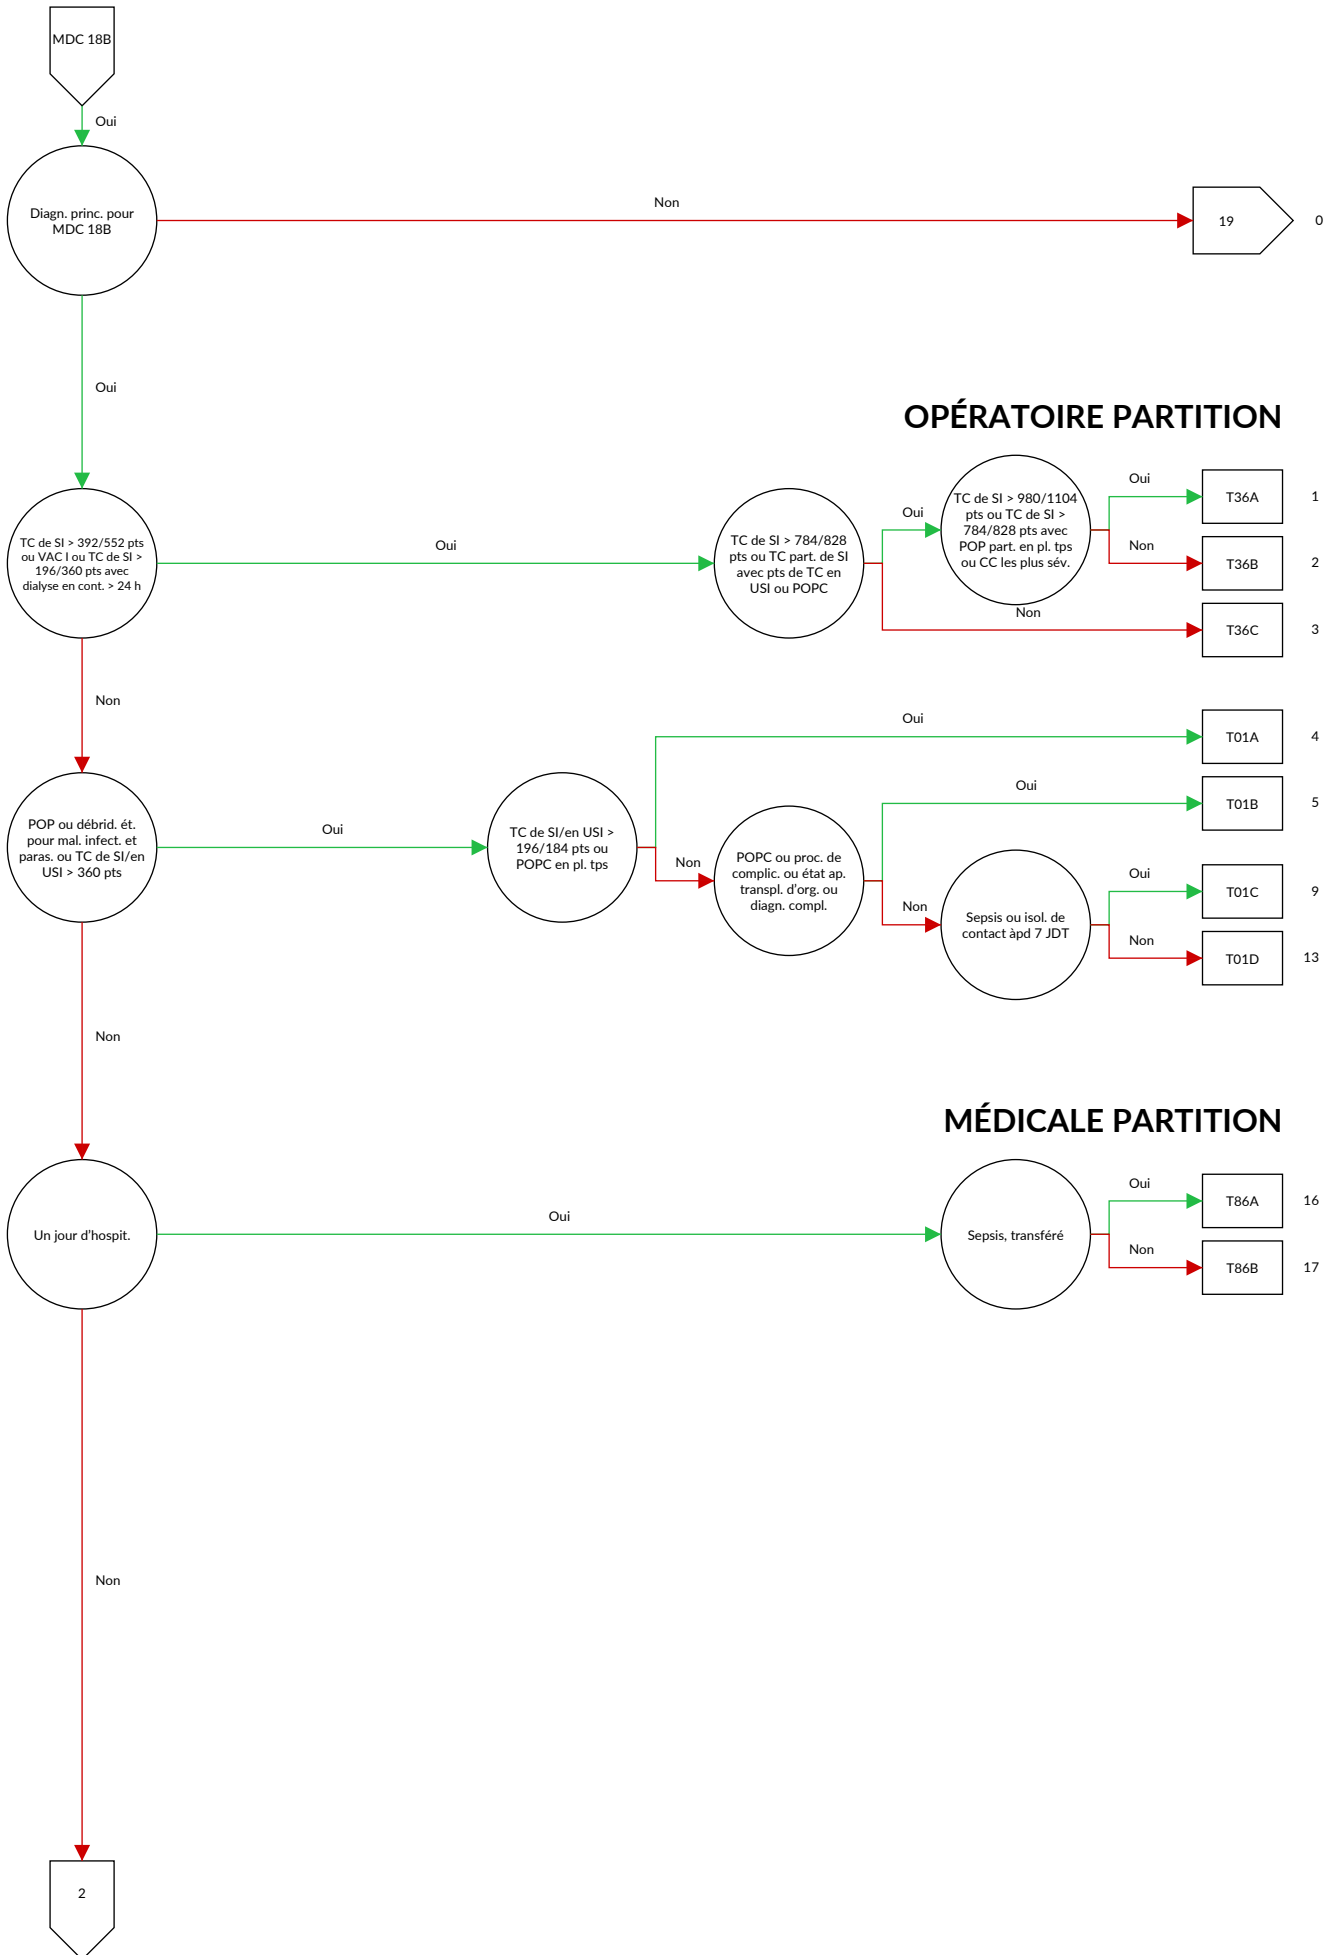 MDC 18B
Oui
Diagn. princ. pour
MDC 18B
Non
19
0
Oui
OPÉRATOIRE PARTITION
TC de SI > 392/552 pts
ou VAC I ou TC de SI >
196/360 pts avec
dialyse en cont. > 24 h
Oui
TC de SI > 784/828
pts ou TC part. de SI
avec pts de TC en
USI ou POPC
Oui
TC de SI > 980/1104
pts ou TC de SI >
784/828 pts avec
POP part. en pl. tps
ou CC les plus sév.
Oui
T36A
1
Non
T36B
2
Non
T36C
3
Non
POP ou débrid. ét.
pour mal. infect. et
paras. ou TC de SI/en
USI > 360 pts
Oui
TC de SI/en USI >
196/184 pts ou
POPC en pl. tps
Oui
T01A
4
Non
POPC ou proc. de
complic. ou état ap.
transpl. d'org. ou
diagn. compl.
Oui
T01B
5
Non
Sepsis ou isol. de
contact àpd 7 JDT
Oui
T01C
9
Non
T01D
13
Non
MÉDICALE PARTITION
Un jour d'hospit.
Oui
Sepsis, transféré
Oui
T86A
16
Non
T86B
17
Non
2